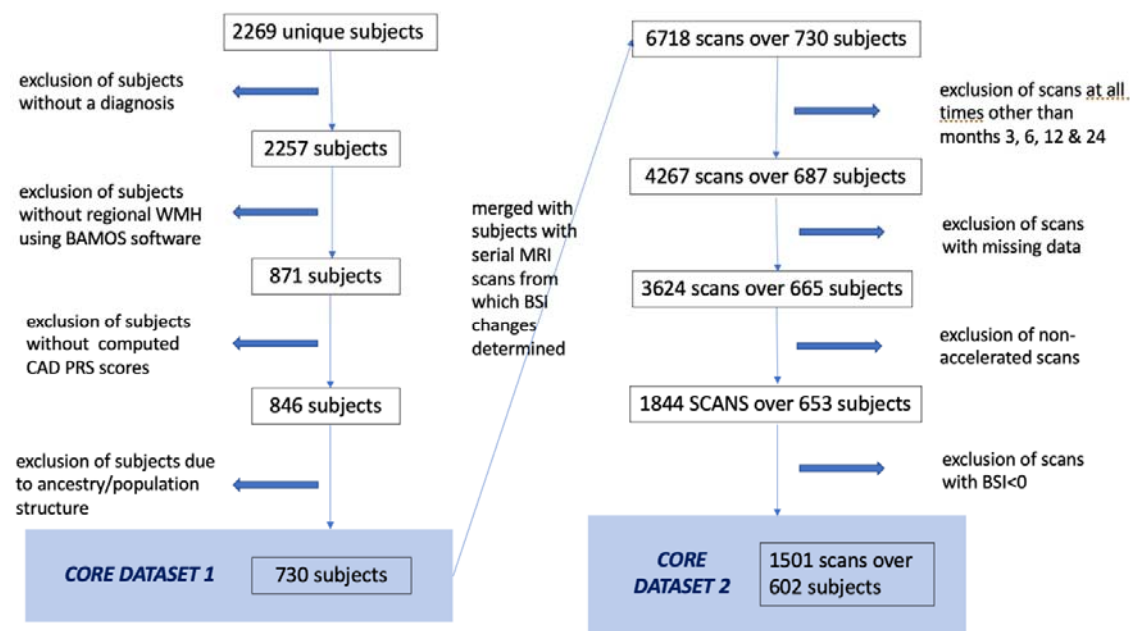 2269 unique subjects
exclusion of subjects
without a diagnosis
2257 subjects
exclusion of subjects
without regional WMH
using BAMOS software
871 subjects
exclusion of subjects
without computed
CAD PRS scores
846 subjects
exclusion of subjects due
to ancestry/population
structure
CORE DATASET 1
730 subjects
merged with
subjects with
serial MRI
scans from
which BSI
changes
determined
6718 scans over 730 subjects
exclusion of scans at all
times other than
months 3, 6, 12 & 24
4267 scans over 687 subjects
exclusion of scans
with missing data
3624 scans over 665 subjects
exclusion of non-
accelerated scans
1844 SCANS over 653 subjects
exclusion of scans
with BSI<0
CORE
DATASET 2
1501 scans over
602 subjects